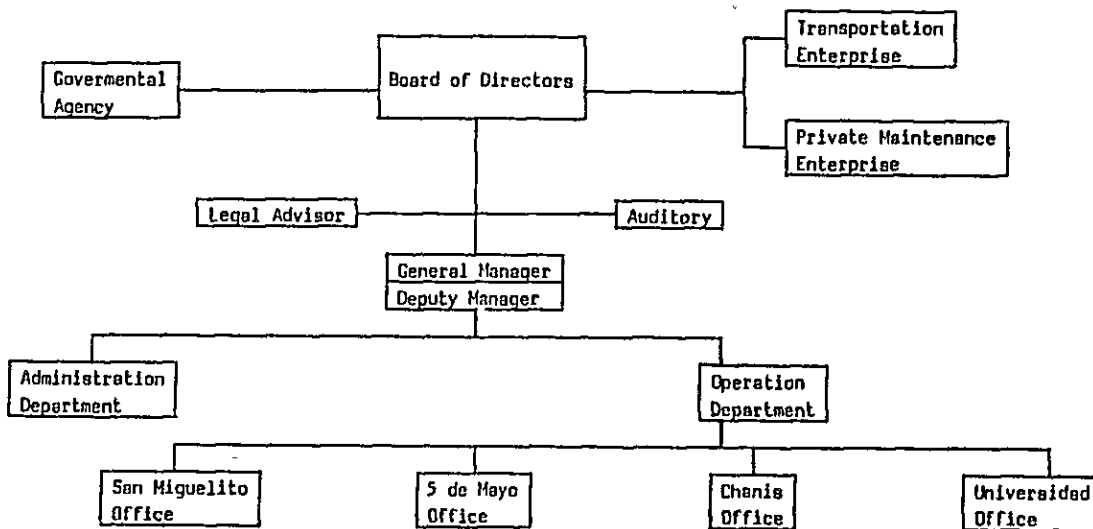 Transportation
Enterprise
Govermental
Agency
Board of Directors
Private Maintenance
Enterprise
Legal Advisor
Auditory
General Manager
Deputy Manager
Administration
Department
Operation
Department
San Miguelito
Office
5 de Mayo
Office
Chanis
Office
Universidad
Office